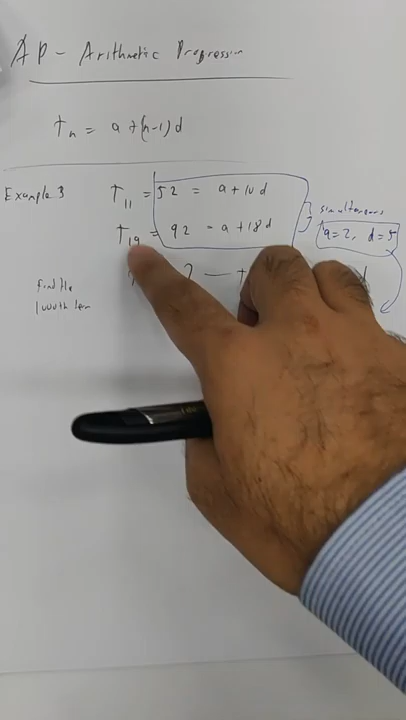 AP - Arithmetic Progression
Tn = a+(n-1)d
Example 3
T11 = 52 = a+10d
T19 = 92 = a+18d
simultaneous
a=2, d=5
find the
1000th term
? — t
d